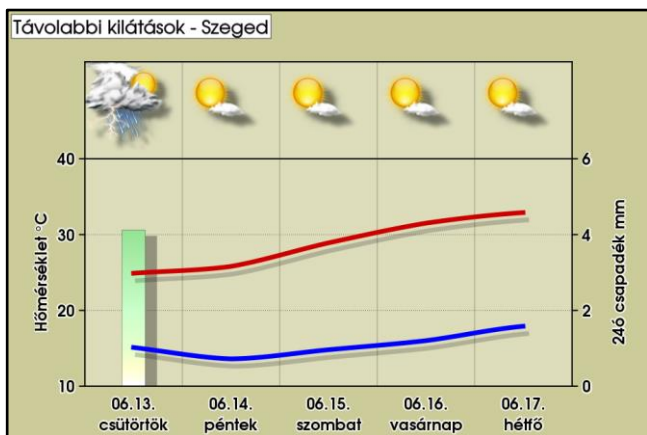 Távolabbi kilátások - Szeged
40
30
20
10
Hőmérséklet °C
6
4
2
0
24ó csapadék mm
06.13. 06.14. 06.15. 06.16. 06.17.
csütörtök péntek szombat vasárnap hétfő